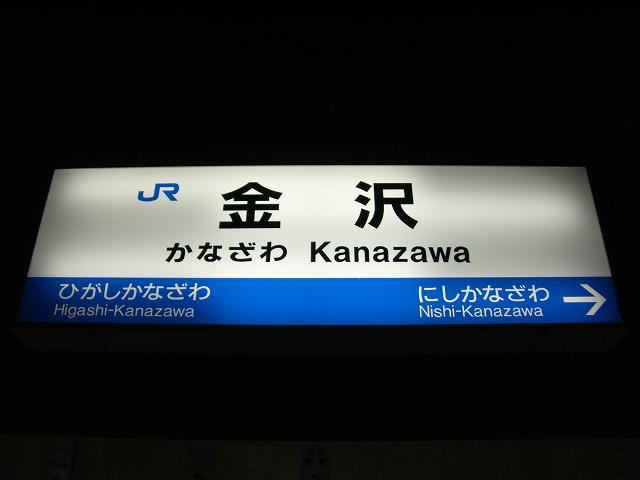 JR 金沢
かなざわ Kanazawa
ひがしかなざわ にしかなざわ →
Higashi-Kanazawa Nishi-Kanazawa